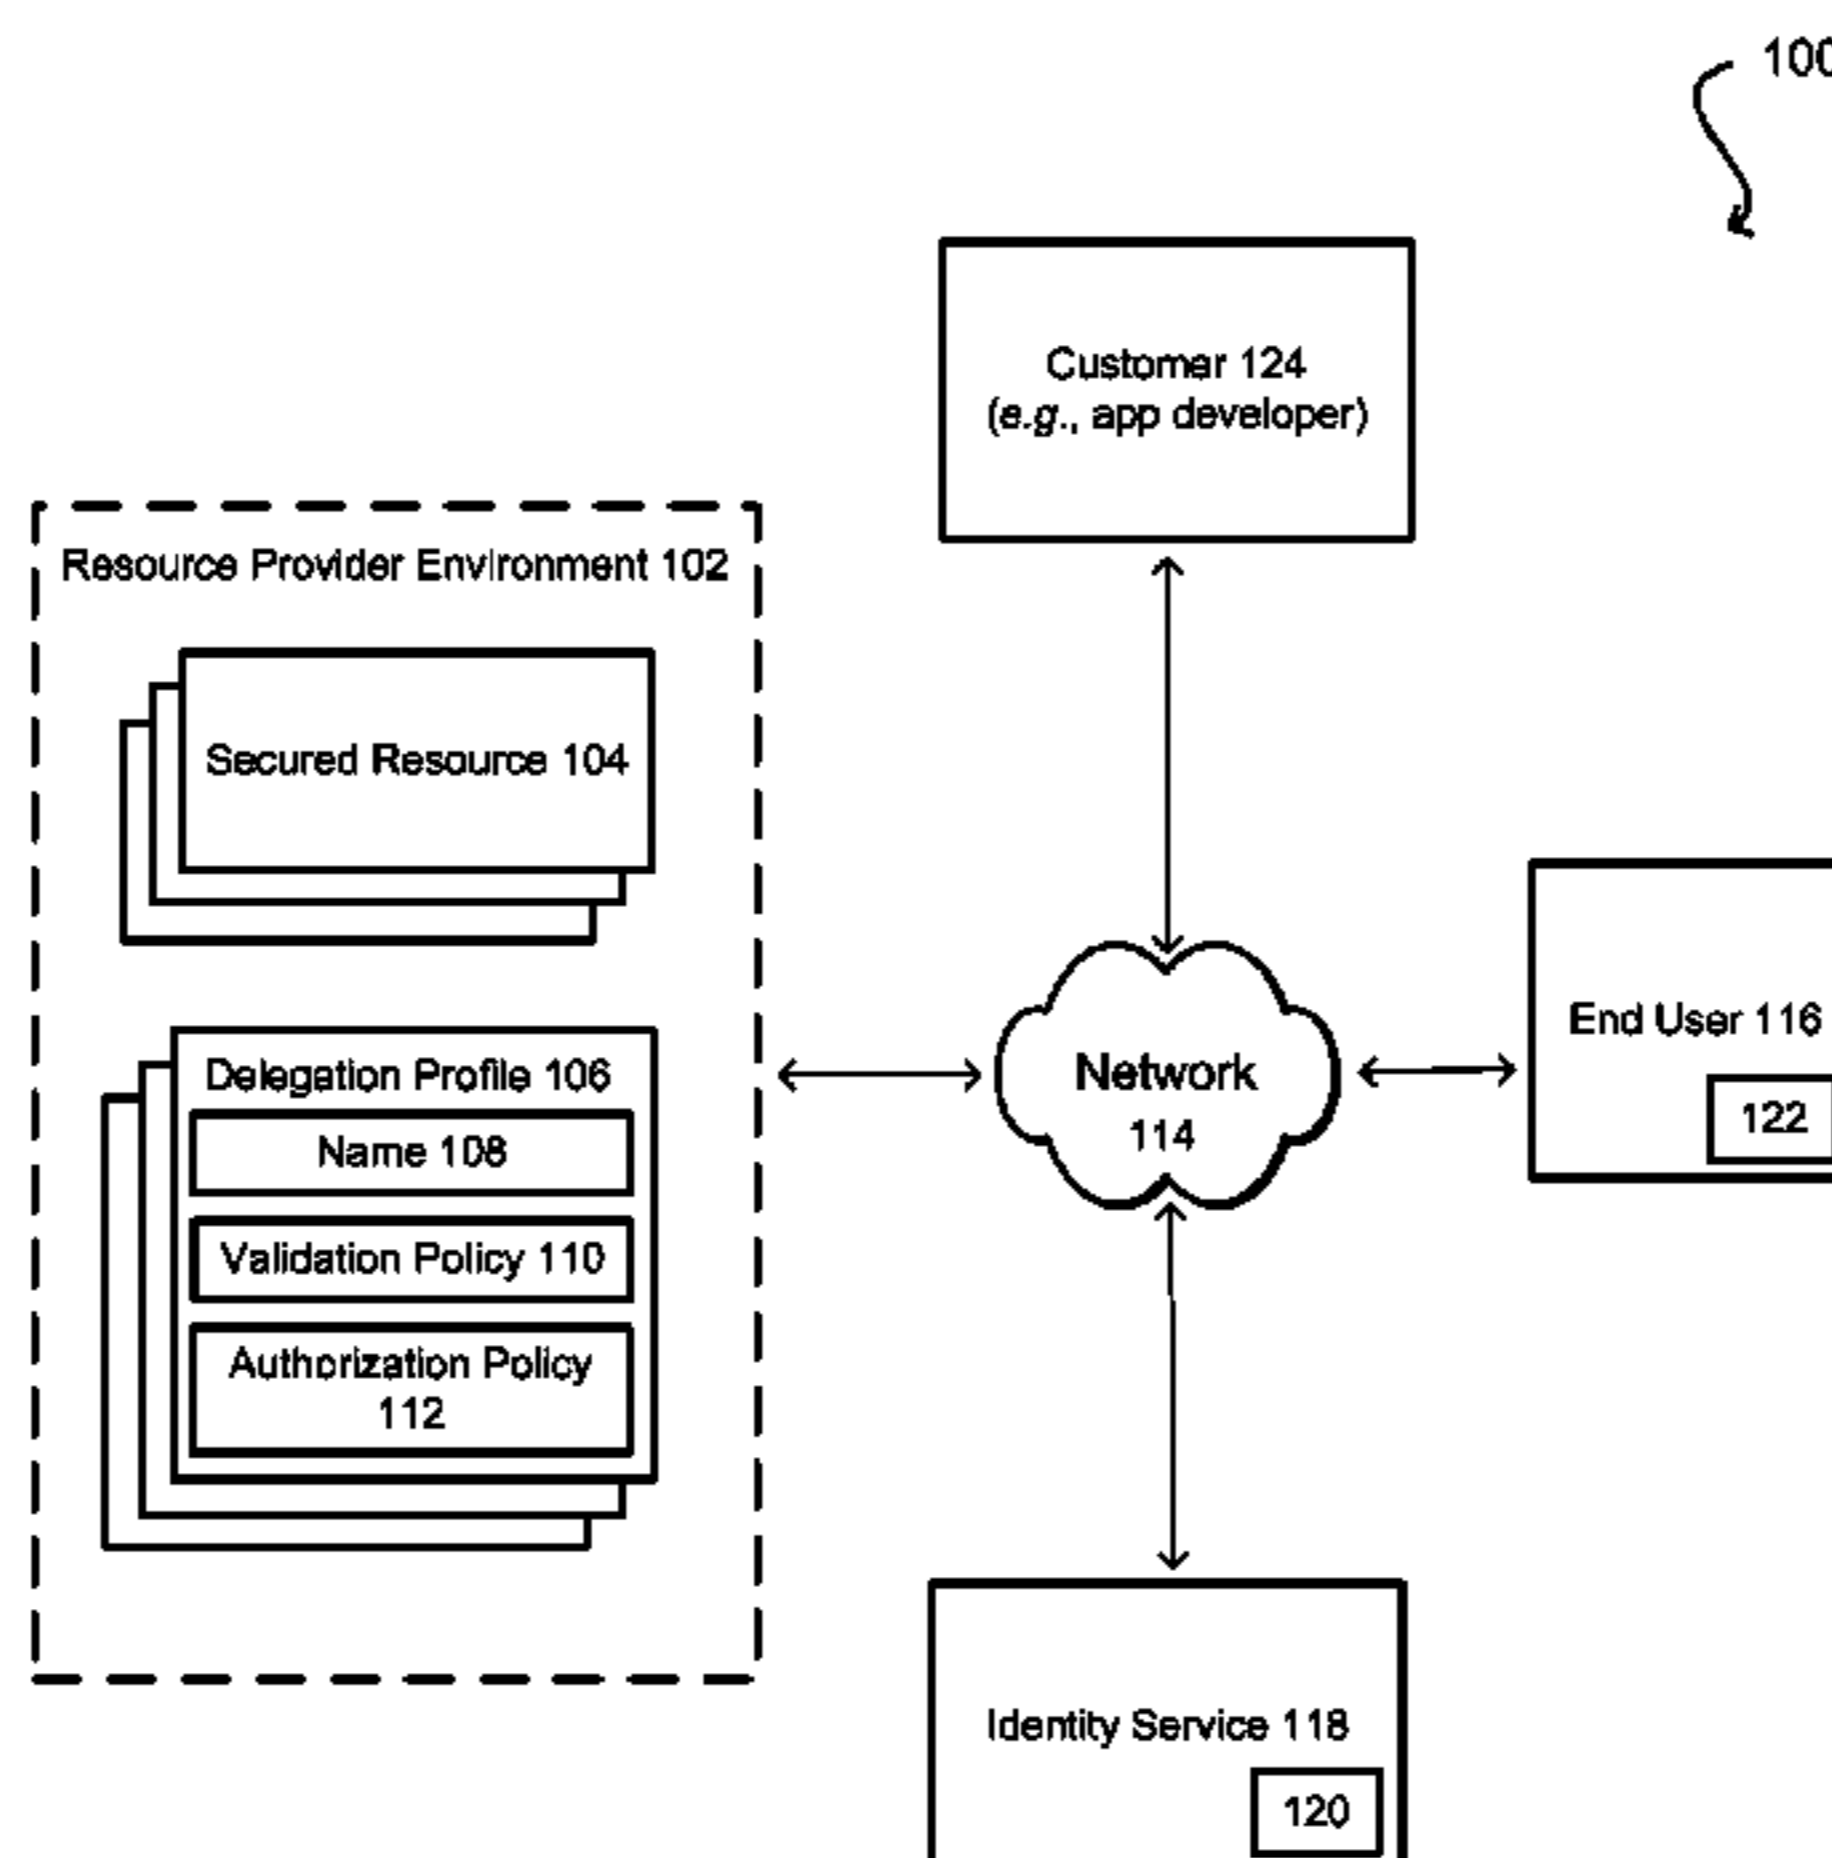 100
Customer 124
(e.g., app developer)
Resource Provider Environment 102
Secured Resource 104
Delegation Profile 106
Name 108
Validation Policy 110
Authorization Policy
112
Network
114
End User 116
122
Identity Service 118
120